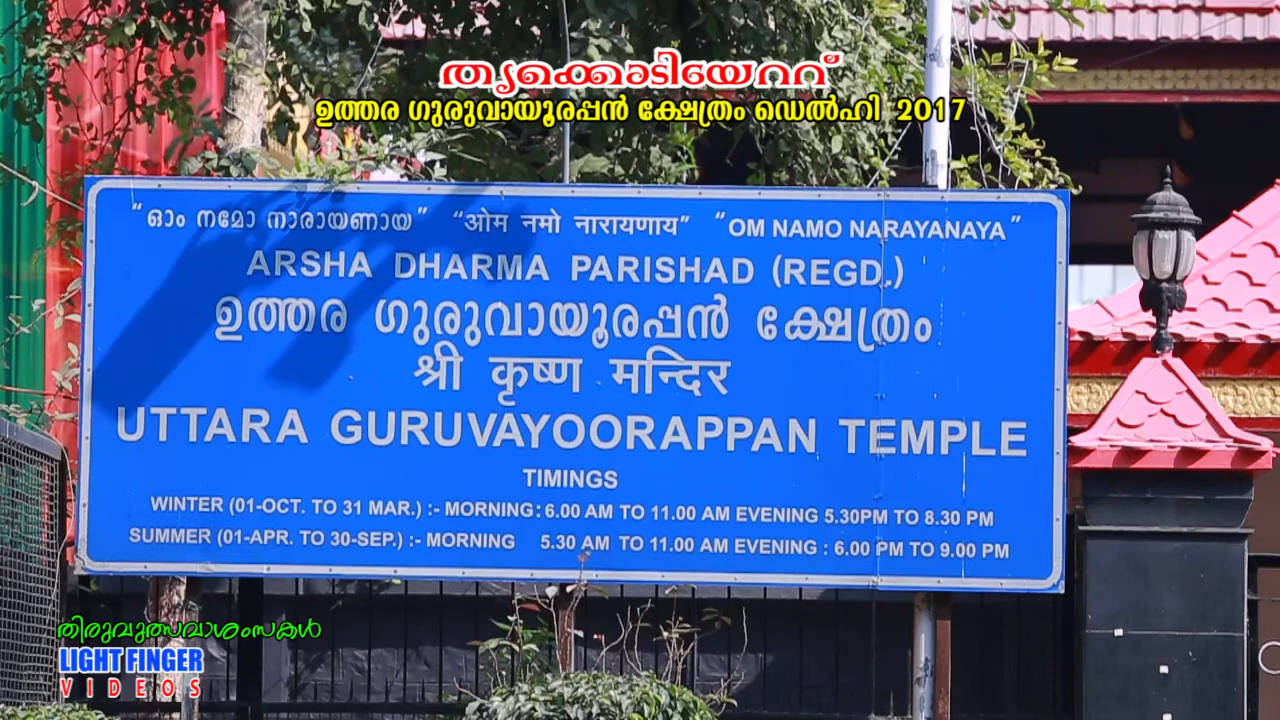 തൃക്കൊടിയേററ്
ഉത്തര ഗുരുവായൂരപ്പൻ ക്ഷേത്രം ഡെൽഹി 2017
“ഓം നമോ നാരായണായ” “ओम नमो नारायणाय” “OM NAMO NARAYANAYA”
ARSHA DHARMA PARISHAD (REGD.)
ഉത്തര ഗുരുവായൂരപ്പൻ ക്ഷേത്രം
श्री कृष्ण मन्दिर
UTTARA GURUVAYOORAPPAN TEMPLE
TIMINGS
WINTER (01-OCT. TO 31 MAR.) :- MORNING: 6.00 AM TO 11.00 AM EVENING 5.30PM TO 8.30 PM
SUMMER (01-APR. TO 30-SEP.) :- MORNING 5.30 AM TO 11.00 AM EVENING : 6.00 PM TO 9.00 PM
തിരുവുത്സവാശംസകൾ
LIGHT FINGER
VIDEOS